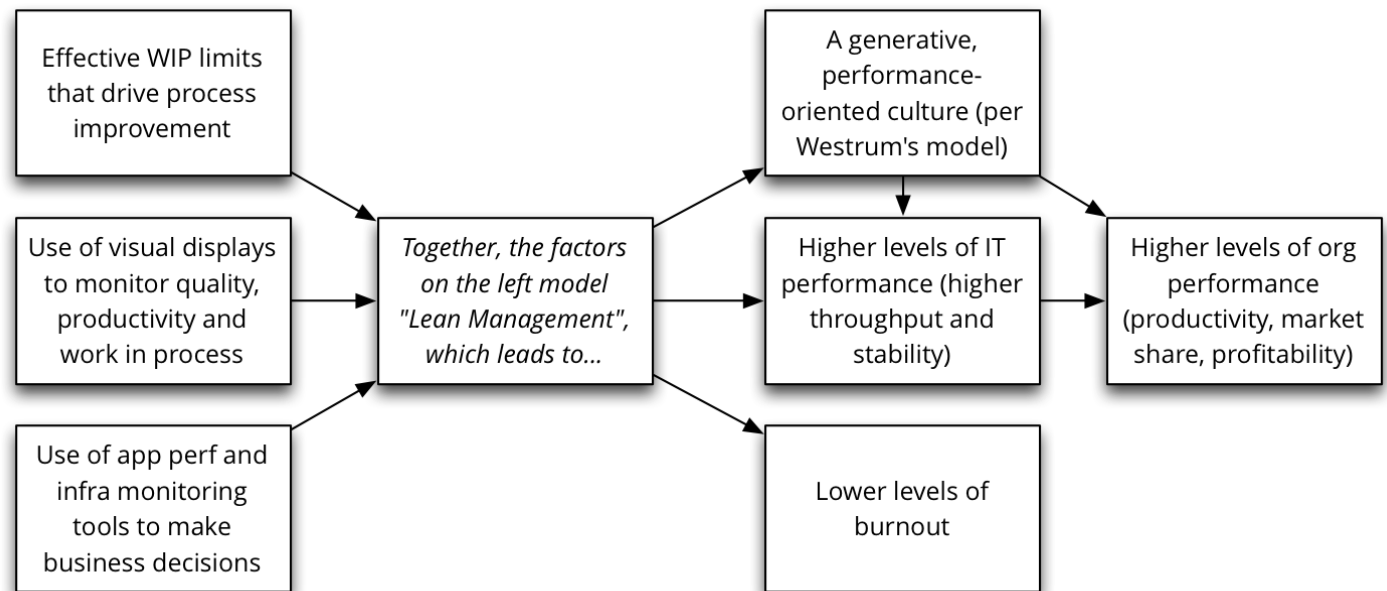 Effective WIP limits
that drive process
improvement
Use of visual displays
to monitor quality,
productivity and
work in process
Use of app perf and
infra monitoring
tools to make
business decisions
Together, the factors
on the left model
"Lean Management",
which leads to...
A generative,
performance-
oriented culture (per
Westrum's model)
Higher levels of IT
performance (higher
throughput and
stability)
Lower levels of
burnout
Higher levels of org
performance
(productivity, market
share, profitability)